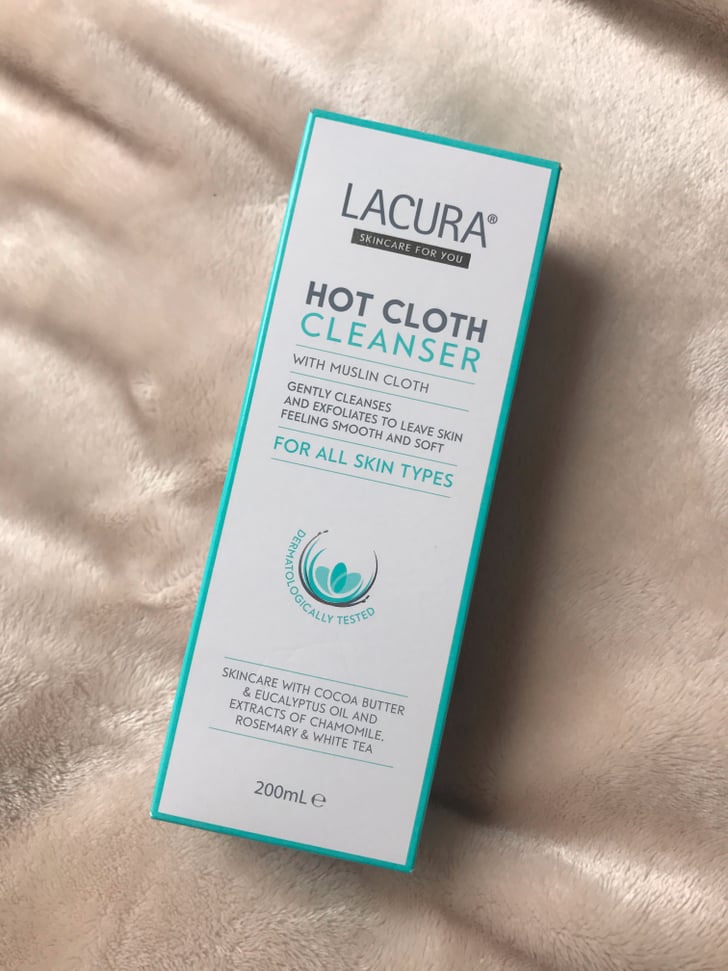 LACURA®
SKINCARE FOR YOU
HOT CLOTH
CLEANSER
WITH MUSLIN CLOTH
GENTLY CLEANSES
AND EXFOLIATES TO LEAVE SKIN
FEELING SMOOTH AND SOFT
FOR ALL SKIN TYPES
DERMATOLOGICALLY TESTED
SKINCARE WITH COCOA BUTTER
& EUCALYPTUS OIL AND
EXTRACTS OF CHAMOMILE,
ROSEMARY & WHITE TEA
200mL ℮